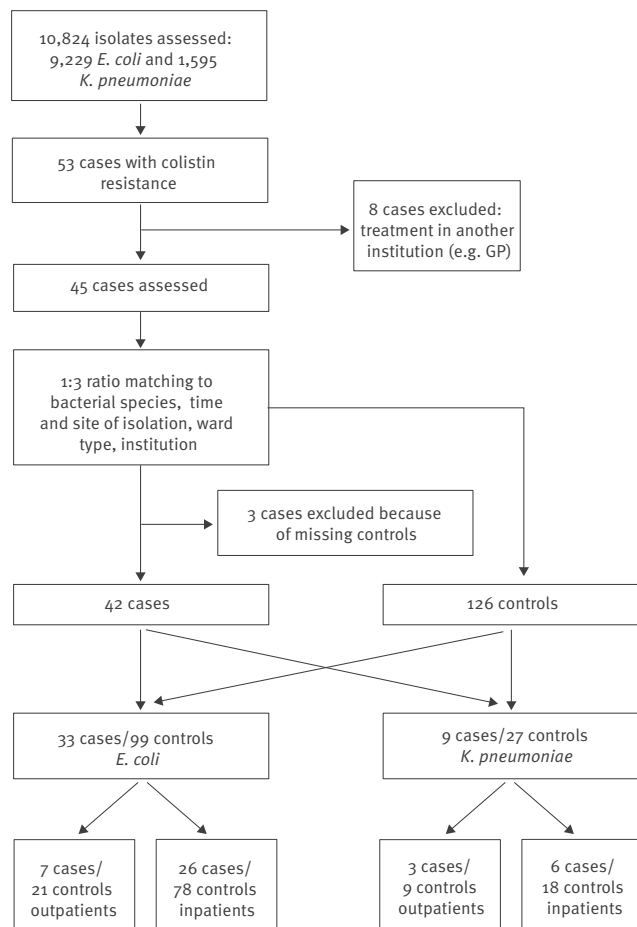 10,824 isolates assessed:
9,229 E. coli and 1,595
K. pneumoniae
53 cases with colistin
resistance
8 cases excluded:
treatment in another
institution (e.g. GP)
45 cases assessed
1:3 ratio matching to
bacterial species, time
and site of isolation, ward
type, institution
3 cases excluded because
of missing controls
42 cases
126 controls
33 cases/99 controls
E. coli
9 cases/27 controls
K. pneumoniae
7 cases/
21 controls
outpatients
26 cases/
78 controls
inpatients
3 cases/
9 controls
outpatients
6 cases/
18 controls
inpatients